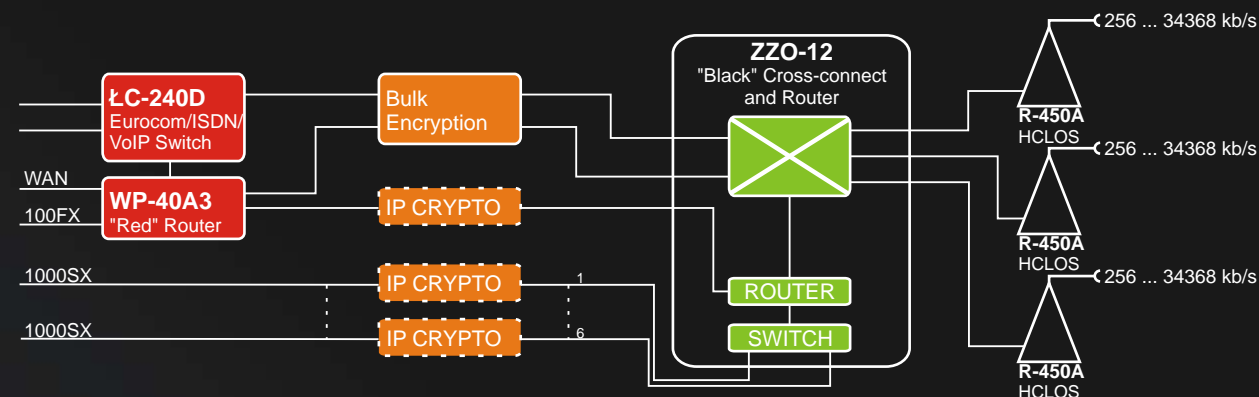 ŁC-240D
Eurocom/ISDN/
VoIP Switch
WAN
WP-40A3
"Red" Router
100FX
1000SX
1000SX
Bulk
Encryption
IP CRYPTO
IP CRYPTO
1
IP CRYPTO
6
ZZO-12
"Black" Cross-connect
and Router
ROUTER
SWITCH
256 ... 34368 kb/s
R-450A
HCLOS
256 ... 34368 kb/s
R-450A
HCLOS
256 ... 34368 kb/s
R-450A
HCLOS